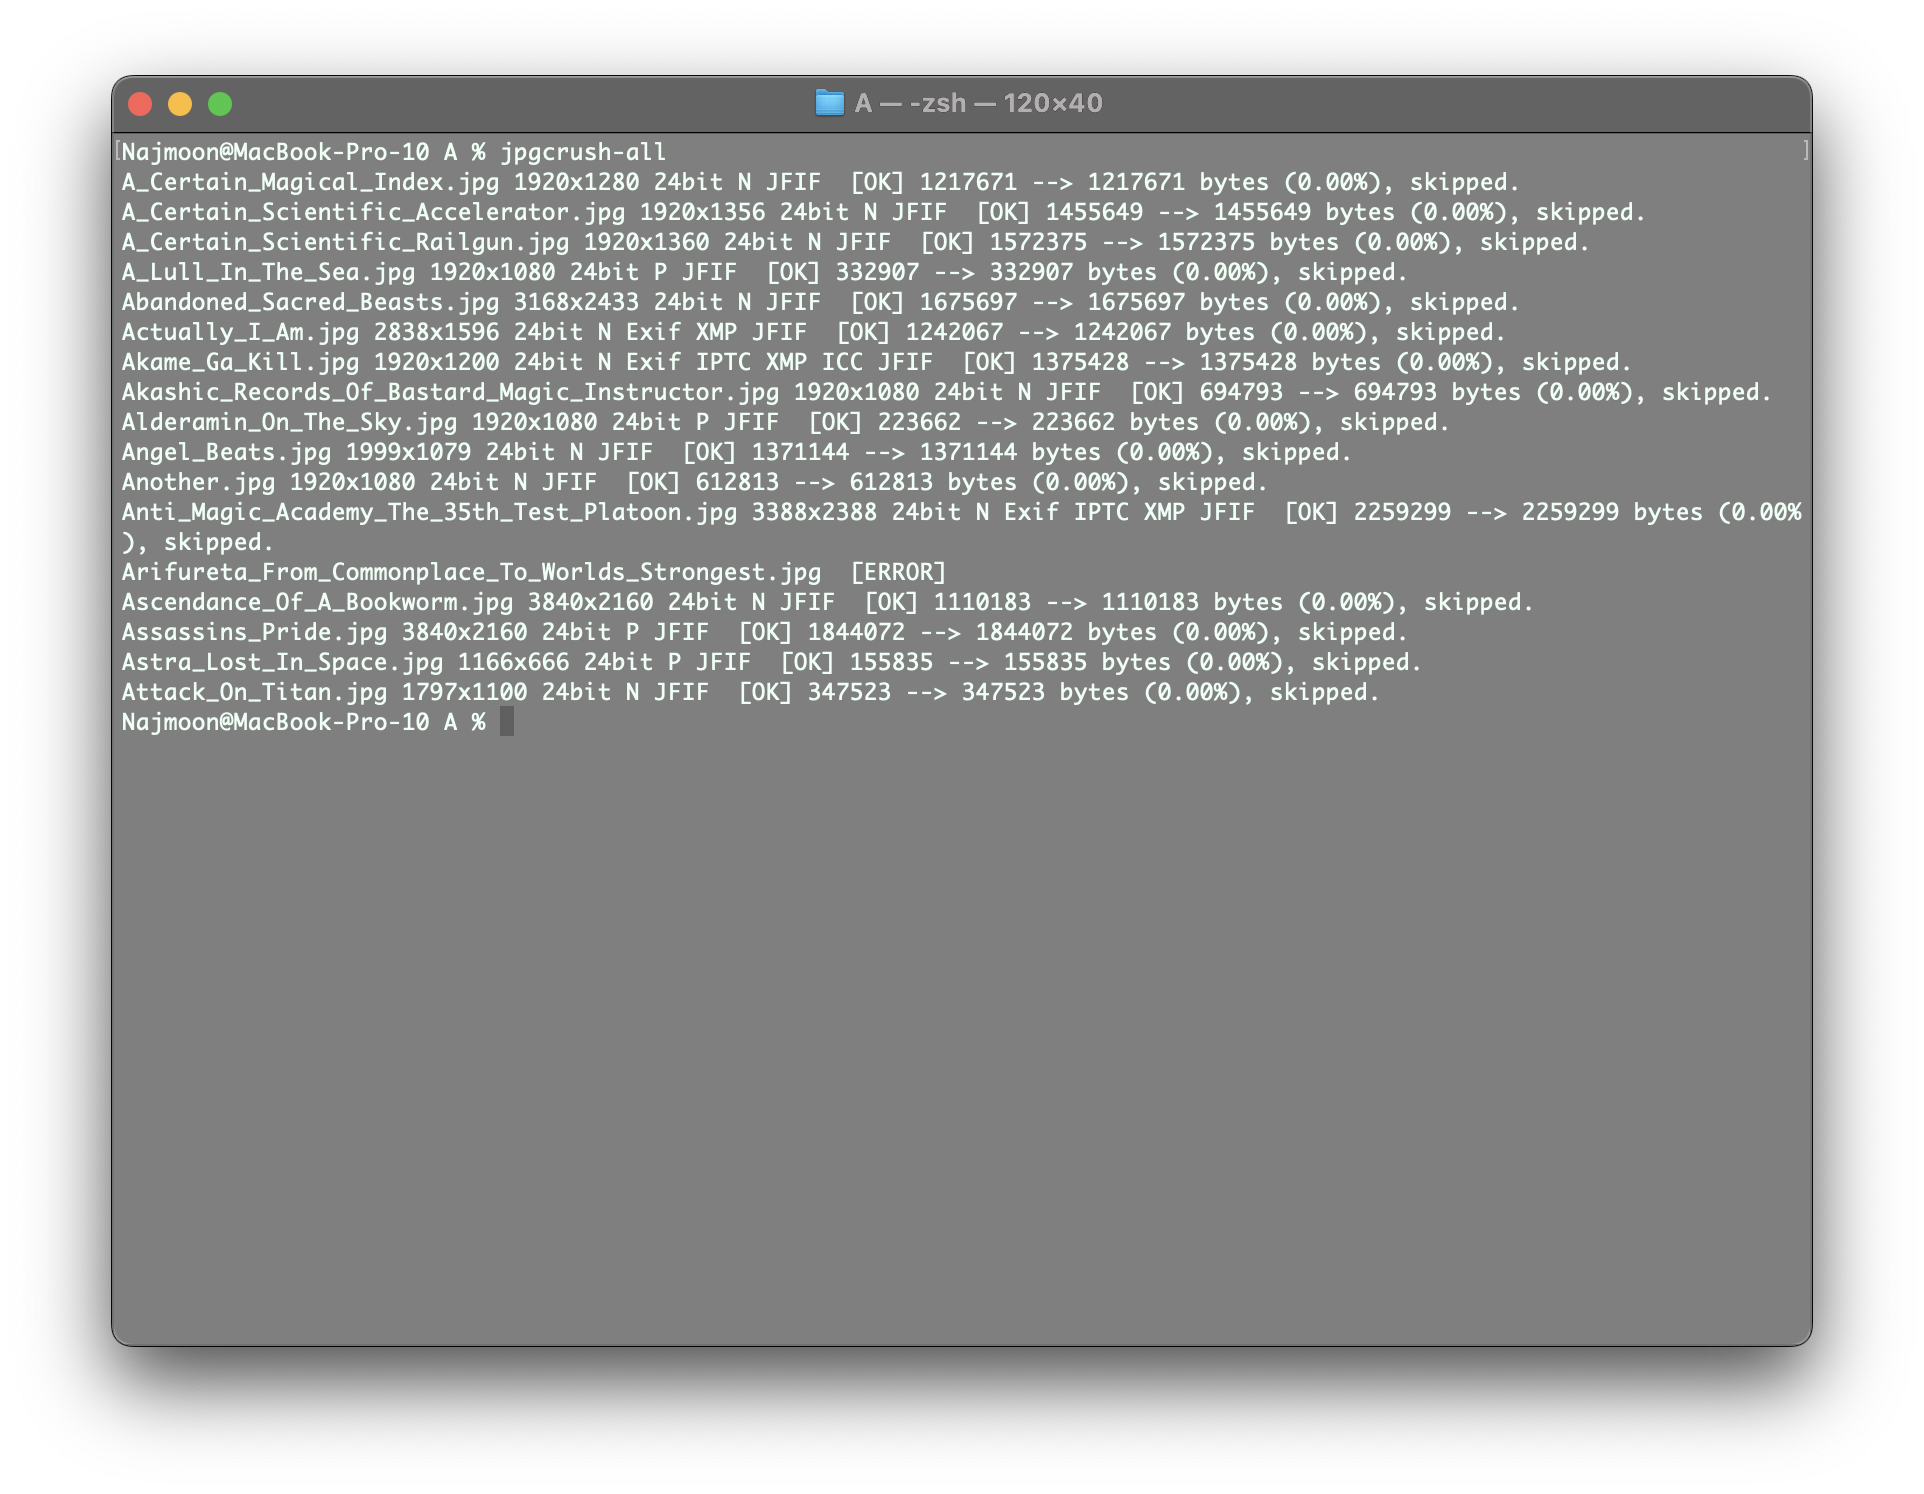 A — -zsh — 120×40
[Najmoon@MacBook-Pro-10 A % jpgcrush-all ]
A_Certain_Magical_Index.jpg 1920x1280 24bit N JFIF  [OK] 1217671 --> 1217671 bytes (0.00%), skipped.
A_Certain_Scientific_Accelerator.jpg 1920x1356 24bit N JFIF  [OK] 1455649 --> 1455649 bytes (0.00%), skipped.
A_Certain_Scientific_Railgun.jpg 1920x1360 24bit N JFIF  [OK] 1572375 --> 1572375 bytes (0.00%), skipped.
A_Lull_In_The_Sea.jpg 1920x1080 24bit P JFIF  [OK] 332907 --> 332907 bytes (0.00%), skipped.
Abandoned_Sacred_Beasts.jpg 3168x2433 24bit N JFIF  [OK] 1675697 --> 1675697 bytes (0.00%), skipped.
Actually_I_Am.jpg 2838x1596 24bit N Exif XMP JFIF  [OK] 1242067 --> 1242067 bytes (0.00%), skipped.
Akame_Ga_Kill.jpg 1920x1200 24bit N Exif IPTC XMP ICC JFIF  [OK] 1375428 --> 1375428 bytes (0.00%), skipped.
Akashic_Records_Of_Bastard_Magic_Instructor.jpg 1920x1080 24bit N JFIF  [OK] 694793 --> 694793 bytes (0.00%), skipped.
Alderamin_On_The_Sky.jpg 1920x1080 24bit P JFIF  [OK] 223662 --> 223662 bytes (0.00%), skipped.
Angel_Beats.jpg 1999x1079 24bit N JFIF  [OK] 1371144 --> 1371144 bytes (0.00%), skipped.
Another.jpg 1920x1080 24bit N JFIF  [OK] 612813 --> 612813 bytes (0.00%), skipped.
Anti_Magic_Academy_The_35th_Test_Platoon.jpg 3388x2388 24bit N Exif IPTC XMP JFIF  [OK] 2259299 --> 2259299 bytes (0.00%
), skipped.
Arifureta_From_Commonplace_To_Worlds_Strongest.jpg  [ERROR]
Ascendance_Of_A_Bookworm.jpg 3840x2160 24bit N JFIF  [OK] 1110183 --> 1110183 bytes (0.00%), skipped.
Assassins_Pride.jpg 3840x2160 24bit P JFIF  [OK] 1844072 --> 1844072 bytes (0.00%), skipped.
Astra_Lost_In_Space.jpg 1166x666 24bit P JFIF  [OK] 155835 --> 155835 bytes (0.00%), skipped.
Attack_On_Titan.jpg 1797x1100 24bit N JFIF  [OK] 347523 --> 347523 bytes (0.00%), skipped.
Najmoon@MacBook-Pro-10 A %